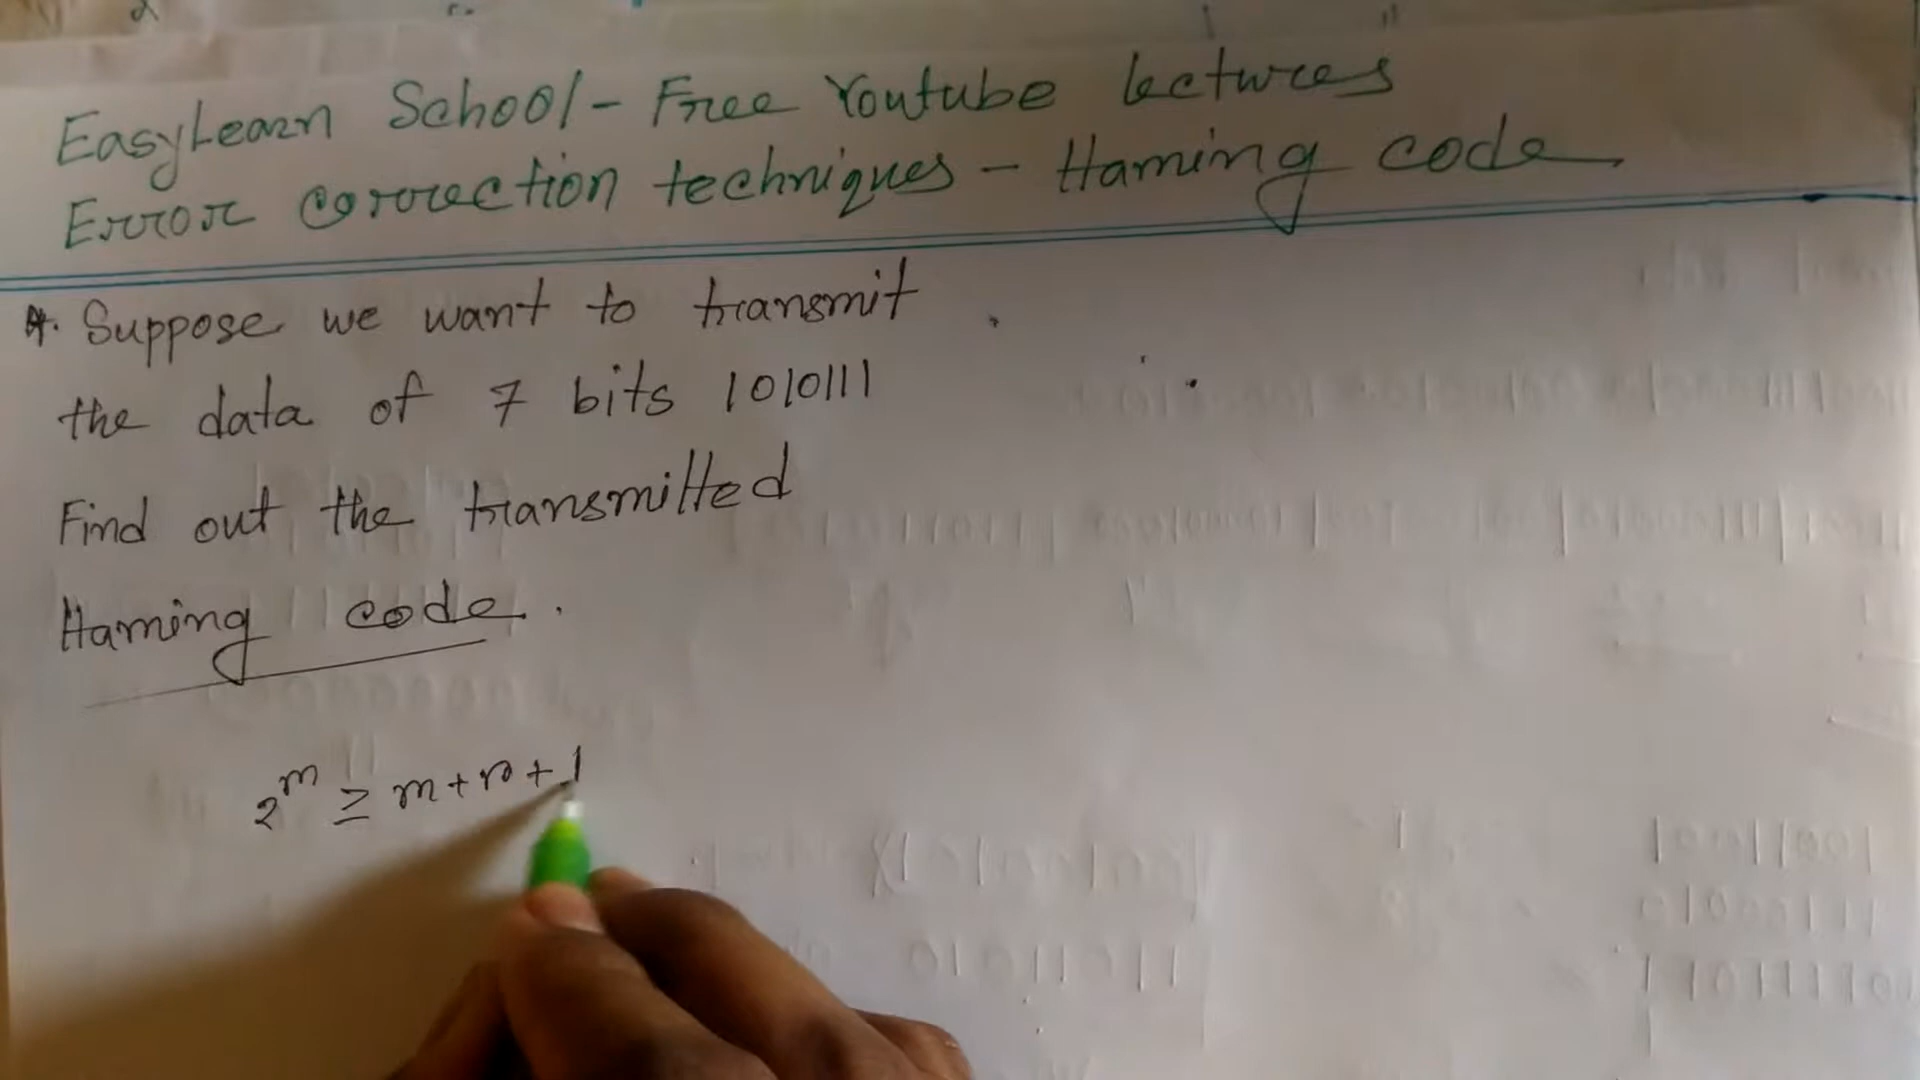 EasyLearn School - Free Youtube Lectures
Error correction techniques - Haming code
* Suppose we want to transmit
the data of 7 bits 1010111
Find out the transmitted
Haming code.
2^m ≥ m+n+1